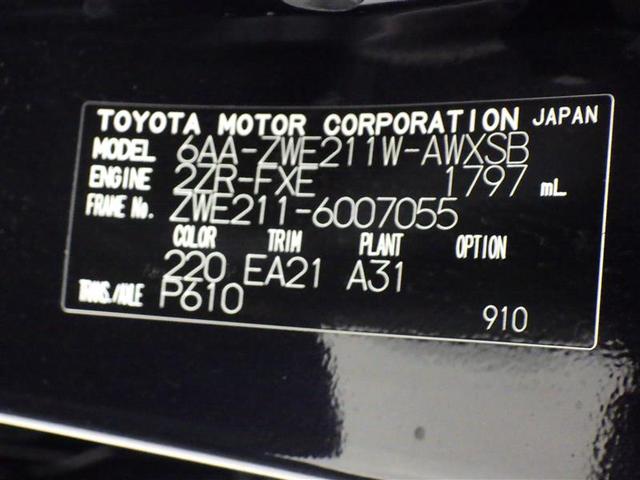 TOYOTA MOTOR CORPORATION JAPAN
MODEL 6AA-ZWE211W-AWXSB
ENGINE 2ZR-FXE 1797 mL
FRAME No. ZWE211-6007055
COLOR TRIM PLANT OPTION
220 EA21 A31
TRANS./AXLE P610 910